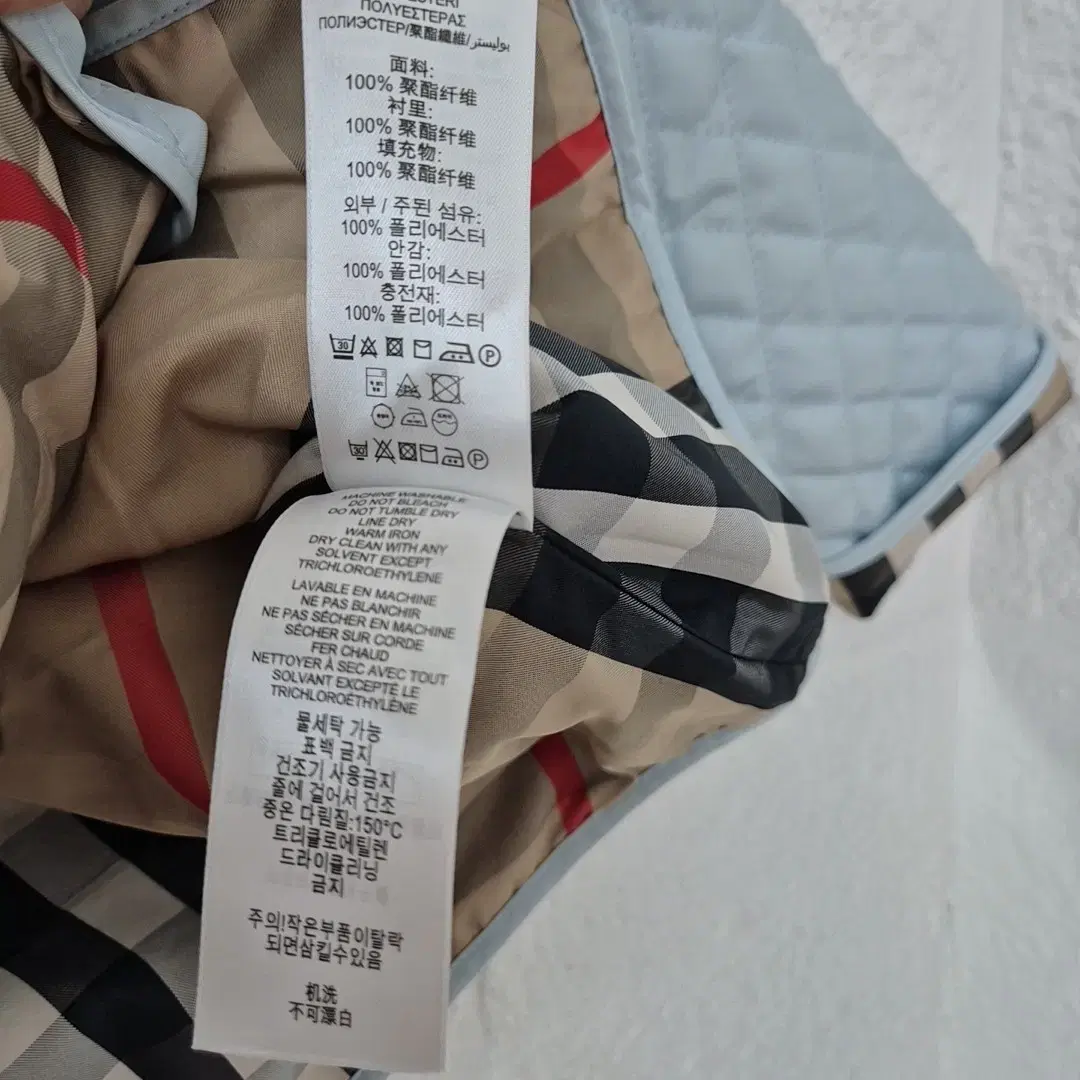 ΠΟΛΥΕΣΤΕΡΑΣ
ПОЛИЭСТЕР/聚酯纖維/بوليستر
面料:
100% 聚酯纤维
衬里:
100% 聚酯纤维
填充物:
100% 聚酯纤维
외부 / 주된 섬유:
100% 폴리에스터
안감:
100% 폴리에스터
충전재:
100% 폴리에스터
30 P
30 P
MACHINE WASHABLE
DO NOT BLEACH
DO NOT TUMBLE DRY
LINE DRY
WARM IRON
DRY CLEAN WITH ANY
SOLVENT EXCEPT
TRICHLOROETHYLENE
LAVABLE EN MACHINE
NE PAS BLANCHIR
NE PAS SÉCHER EN MACHINE
SÉCHER SUR CORDE
FER CHAUD
NETTOYER À SEC AVEC TOUT
SOLVANT EXCEPTÉ LE
TRICHLOROÉTHYLÈNE
물세탁 가능
표백 금지
건조기 사용금지
줄에 걸어서 건조
중온 다림질:150°C
트리클로에틸렌
드라이클리닝
금지
주의!작은부품이탈락
되면삼킬수있음
机洗
不可漂白